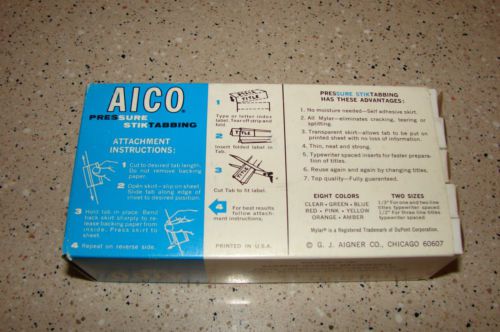 AICO®
PRESSURE
STIKTABBING
ATTACHMENT
INSTRUCTIONS:
1 Cut to desired tab length.
Do not remove backing
paper.
2 Open skirt – slip on sheet.
Slide tab along edge of
sheet to desired position.
3 Hold tab in place. Bend
back skirt sharply to re-
lease backing paper from
inside. Press skirt to
sheet.
4 Repeat on reverse side.
1
TITLE
Type or letter index
label. Tear off strip and
fold
2
TITLE
Insert folded label in
Tab.
3
Cut Tab to fit label.
4
For best results
follow attach-
ment instructions.
PRINTED IN U.S.A.
PRESSURE STIKTABBING
HAS THESE ADVANTAGES:
1. No moisture needed—Self adhesive skirt.
2. All Mylar—eliminates cracking, tearing or
splitting.
3. Transparent skirt—allows tab to be put on
printed sheet with no loss of information.
4. Thin, neat and strong.
5. Typewriter spaced inserts for faster prepara-
tion of titles.
6. Reuse again and again by changing titles.
7. Top quality—Fully guaranteed.
EIGHT COLORS
CLEAR • GREEN • BLUE
RED • PINK • YELLOW
ORANGE • AMBER
TWO SIZES
1/3" For one and two line
titles typewriter spaced.
1/2" For three line titles
typewriter spaced.
Mylar® is a Registered Trademark of DuPont Corporation.
© G. J. AIGNER CO., CHICAGO 60607